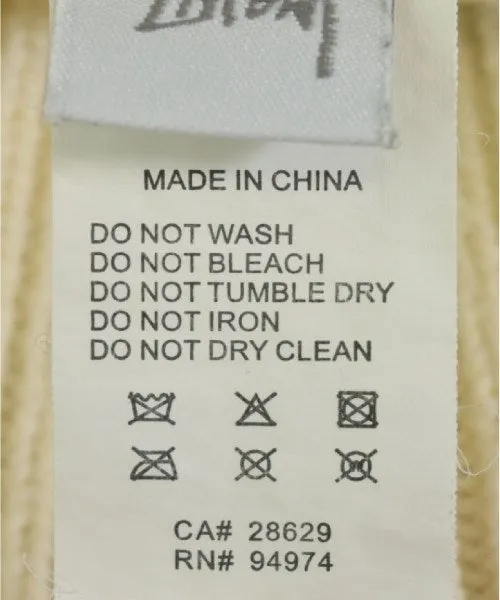 MADE IN CHINA
DO NOT WASH
DO NOT BLEACH
DO NOT TUMBLE DRY
DO NOT IRON
DO NOT DRY CLEAN
CA# 28629
RN# 94974